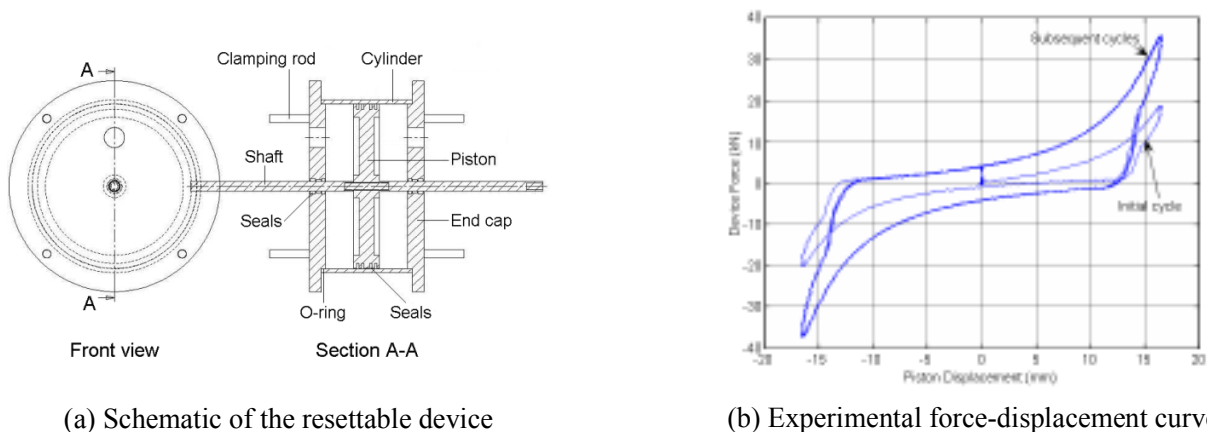 A
Clamping rod
Cylinder
Shaft
Piston
Seals
End cap
A
O-ring
Seals
Front view
Section A-A
(a) Schematic of the resettable device
Subsequent cycles
Initial cycle
Device Force (kN)
40
30
20
10
0
-10
-20
-30
-40
-20
-15
-10
-5
0
5
10
15
20
Piston Displacement (mm)
(b) Experimental force-displacement curve